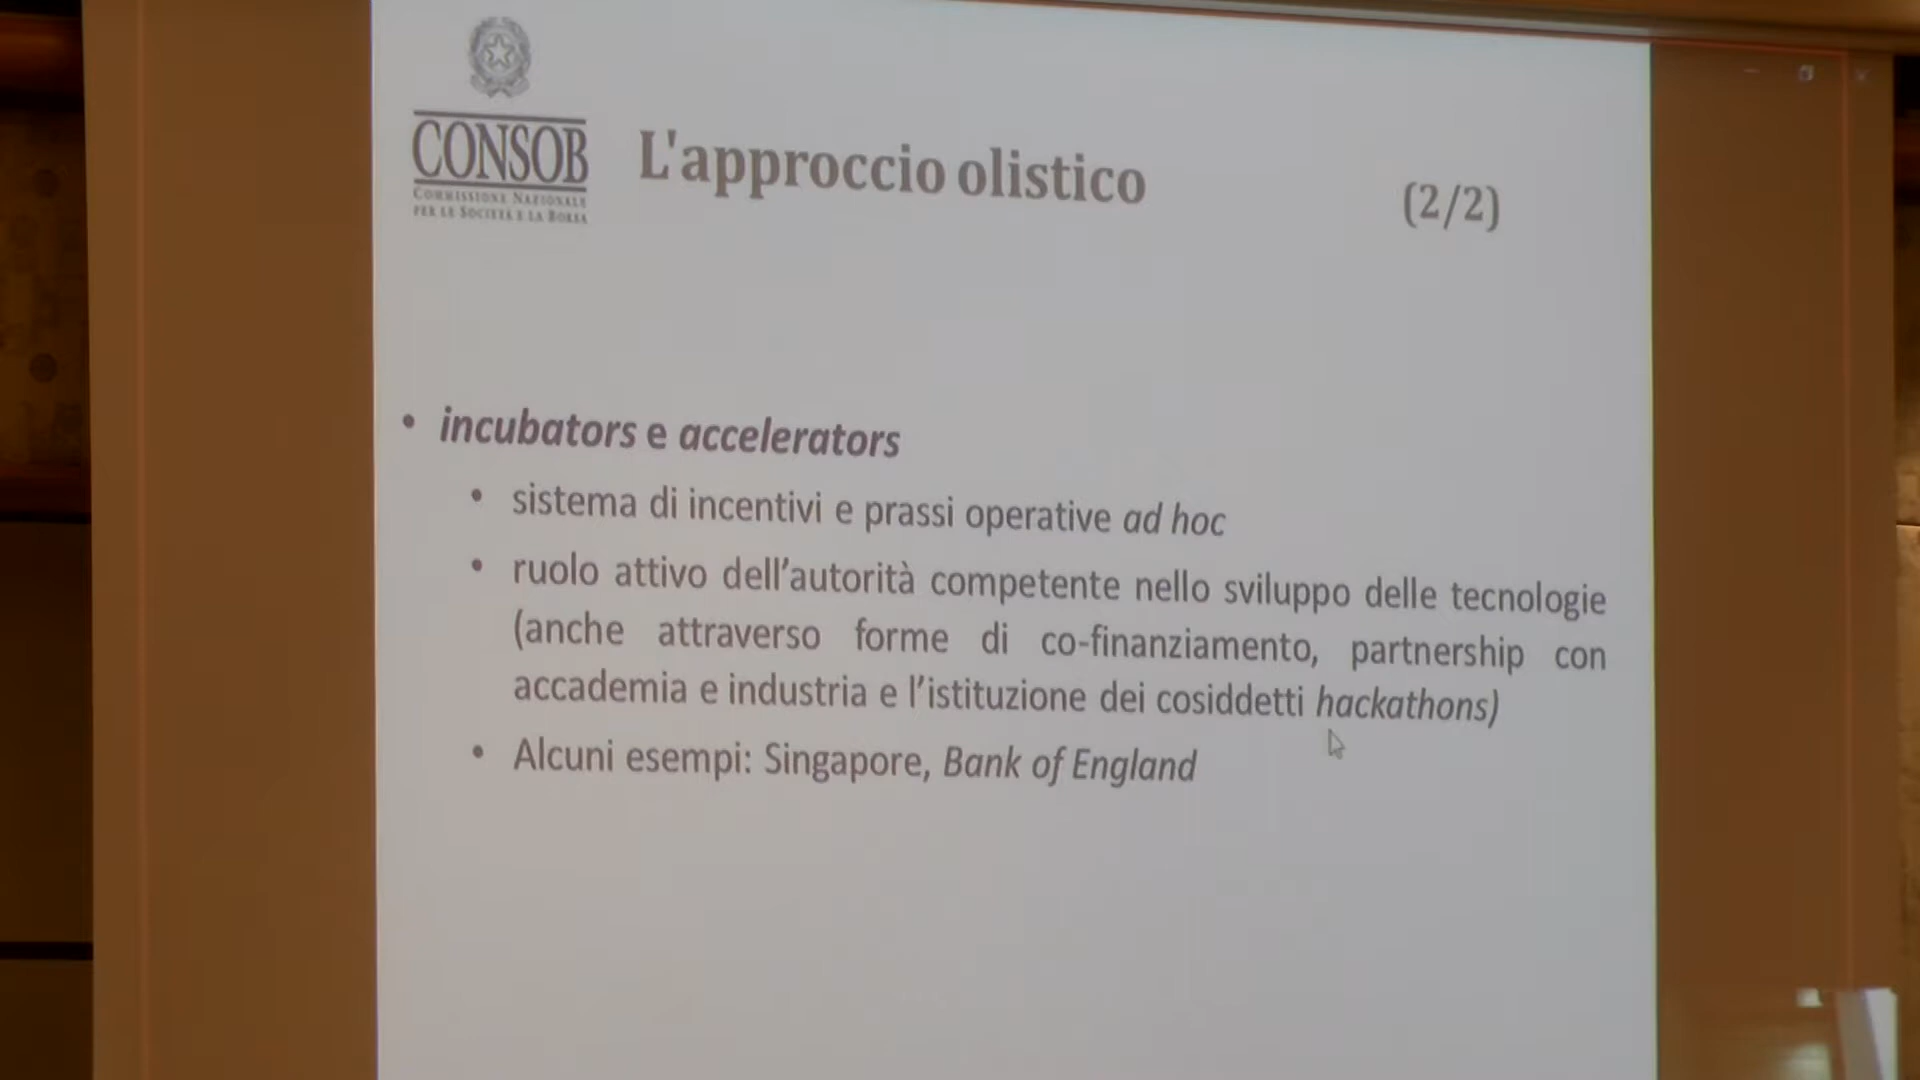 CONSOB
COMMISSIONE NAZIONALE
PER LE SOCIETÀ E LA BORSA
L'approccio olistico
(2/2)
• incubators e accelerators
• sistema di incentivi e prassi operative ad hoc
• ruolo attivo dell’autorità competente nello sviluppo delle tecnologie
(anche attraverso forme di co-finanziamento, partnership con
accademia e industria e l’istituzione dei cosiddetti hackathons)
• Alcuni esempi: Singapore, Bank of England